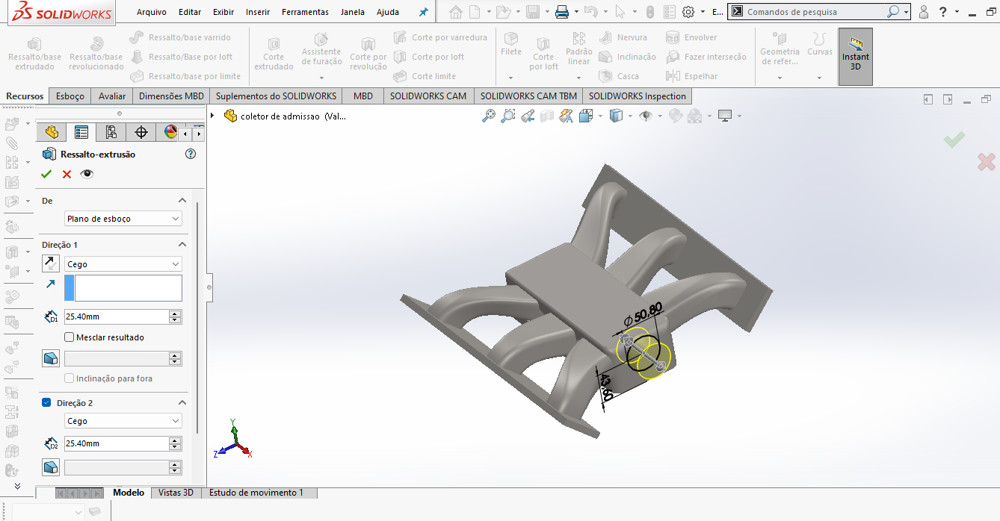 SOLIDWORKS
Arquivo Editar Exibir Inserir Ferramentas Janela Ajuda
E...
Comandos de pesquisa
?
Ressalto/base extrudado
Ressalto/base revolucionado
Ressalto/base varrido
Ressalto/Base por loft
Ressalto/base por limite
Corte extrudado
Assistente de furação
Corte por revolução
Corte por varredura
Corte por loft
Corte limite
Filete
Corte por loft
Padrão linear
Nervura
Inclinação
Casca
Envolver
Fazer interseção
Espelhar
Geometria de refer...
Curvas
Instant 3D
Recursos Esboço Avaliar Dimensões MBD Suplementos do SOLIDWORKS MBD SOLIDWORKS CAM SOLIDWORKS CAM TBM SOLIDWORKS Inspection
coletor de admissao (Val...
Ressalto-extrusão
?
De
Plano de esboço
Direção 1
Cego
D1
25.40mm
Mesclar resultado
Inclinação para fora
Direção 2
Cego
D2
25.40mm
Ø 50,80
43,60
Y
Z
X
Modelo Vistas 3D Estudo de movimento 1